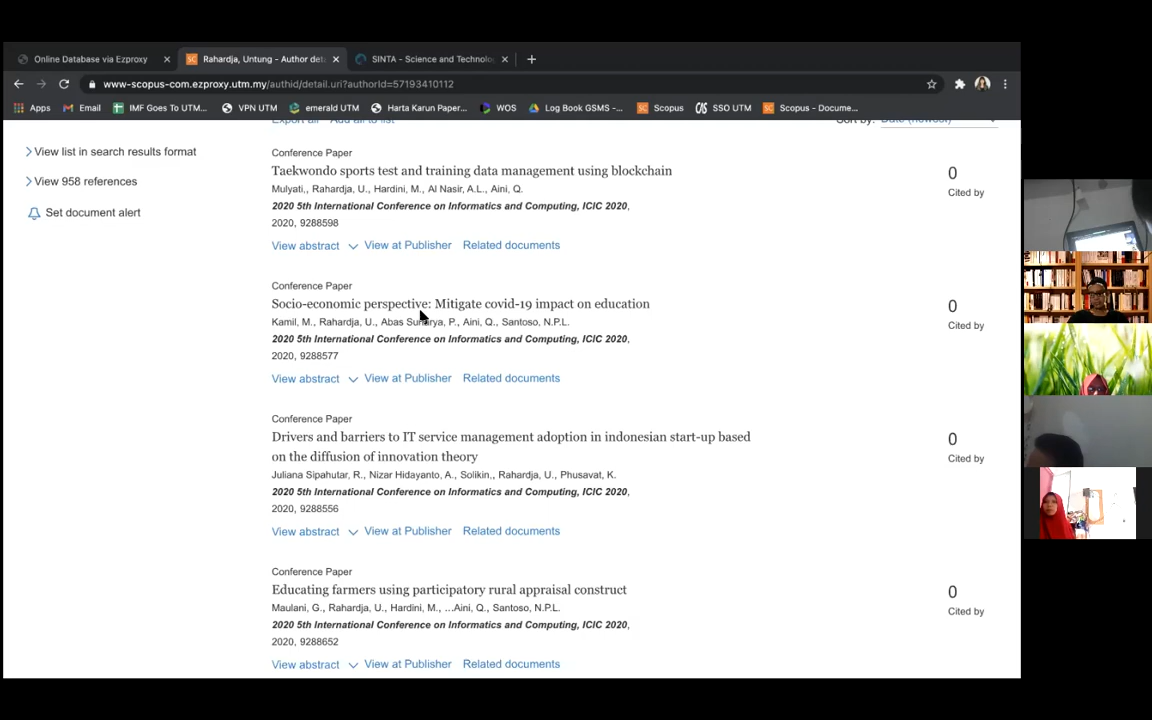 Online Database via Ezproxy
Rahardja, Untung - Author deta
SINTA - Science and Technolo
www-scopus-com.ezproxy.utm.my/authid/detail.uri?authorId=57193410112
Apps Email IMF Goes To UTM... VPN UTM emerald UTM Harta Karun Paper... WOS Log Book GSMS -... Scopus SSO UTM Scopus - Docume...
Export all Add all to list
Sort by: Date (newest)
View list in search results format
View 958 references
Set document alert
Conference Paper
Taekwondo sports test and training data management using blockchain
Mulyati,, Rahardja, U., Hardini, M., Al Nasir, A.L., Aini, Q.
2020 5th International Conference on Informatics and Computing, ICIC 2020,
2020, 9288598
View abstract View at Publisher Related documents
0
Cited by
Conference Paper
Socio-economic perspective: Mitigate covid-19 impact on education
Kamil, M., Rahardja, U., Abas Sunarya, P., Aini, Q., Santoso, N.P.L.
2020 5th International Conference on Informatics and Computing, ICIC 2020,
2020, 9288577
View abstract View at Publisher Related documents
0
Cited by
Conference Paper
Drivers and barriers to IT service management adoption in indonesian start-up based
on the diffusion of innovation theory
Juliana Sipahutar, R., Nizar Hidayanto, A., Solikin,, Rahardja, U., Phusavat, K.
2020 5th International Conference on Informatics and Computing, ICIC 2020,
2020, 9288556
View abstract View at Publisher Related documents
0
Cited by
Conference Paper
Educating farmers using participatory rural appraisal construct
Maulani, G., Rahardja, U., Hardini, M., ...Aini, Q., Santoso, N.P.L.
2020 5th International Conference on Informatics and Computing, ICIC 2020,
2020, 9288652
View abstract View at Publisher Related documents
0
Cited by